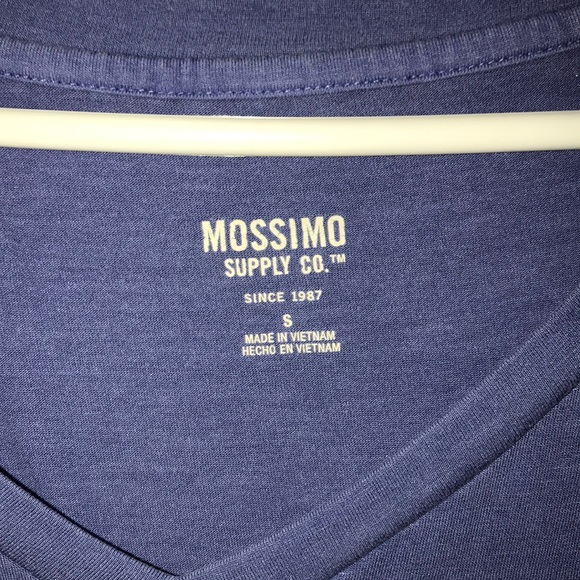 MOSSIMO
SUPPLY CO.™
SINCE 1987
S
MADE IN VIETNAM
HECHO EN VIETNAM